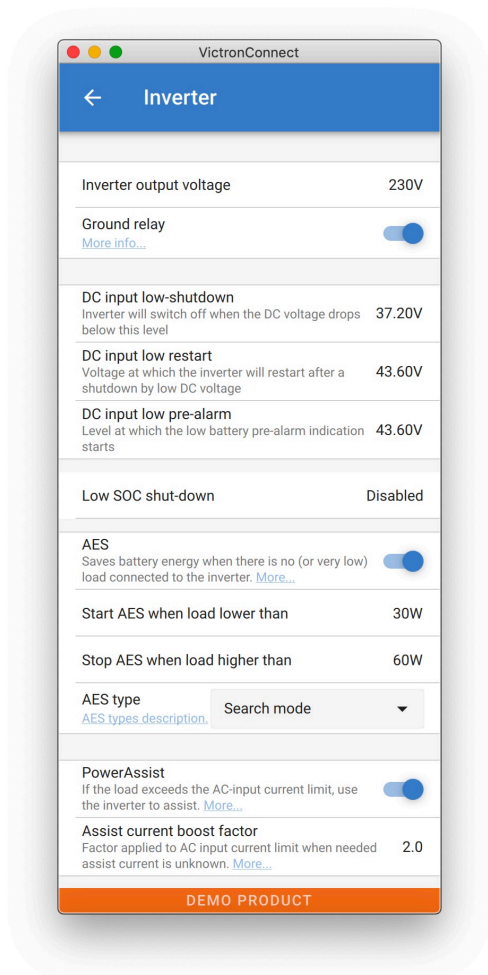 VictronConnect
Inverter
Inverter output voltage 230V
Ground relay
More info...
DC input low-shutdown
Inverter will switch off when the DC voltage drops 37.20V
below this level
DC input low restart
Voltage at which the inverter will restart after a 43.60V
shutdown by low DC voltage
DC input low pre-alarm
Level at which the low battery pre-alarm indication 43.60V
starts
Low SOC shut-down Disabled
AES
Saves battery energy when there is no (or very low)
load connected to the inverter. More...
Start AES when load lower than 30W
Stop AES when load higher than 60W
AES type
Search mode
AES types description.
PowerAssist
If the load exceeds the AC-input current limit, use
the inverter to assist. More...
Assist current boost factor
Factor applied to AC input current limit when needed 2.0
assist current is unknown. More...
DEMO PRODUCT